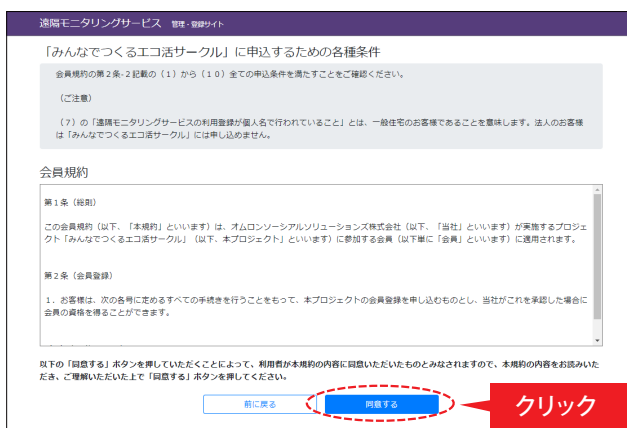 遠隔モニタリングサービス 管理・登録サイト
「みんなでつくるエコ活サークル」に申込するための各種条件
会員規約の第２条-２記載の（１）から（１０）全ての申込条件を満たすことをご確認ください。
（ご注意）
（７）の「遠隔モニタリングサービスの利用登録が個人名で行われていること」とは、一般住宅のお客様であることを意味します。法人のお客様
は「みんなでつくるエコ活サークル」には申し込めません。
会員規約
第１条（総則）
この会員規約（以下、「本規約」といいます）は、オムロンソーシアルソリューションズ株式会社（以下、「当社」といいます）が実施するプロジェ
クト「みんなでつくるエコ活サークル」（以下、本プロジェクト」といいます）に参加する会員（以下単に「会員」といいます）に適用されます。
第２条（会員登録）
１．お客様は、次の各号に定めるすべての手続きを行うことをもって、本プロジェクトの会員登録を申し込むものとし、当社がこれを承認した場合に
会員の資格を得ることができます。
以下の「同意する」ボタンを押していただくことによって、利用者が本規約の内容に同意いただいたものとみなされますので、本規約の内容をお読みいた
だき、ご理解いただいた上で「同意する」ボタンを押してください。
前に戻る
同意する
クリック